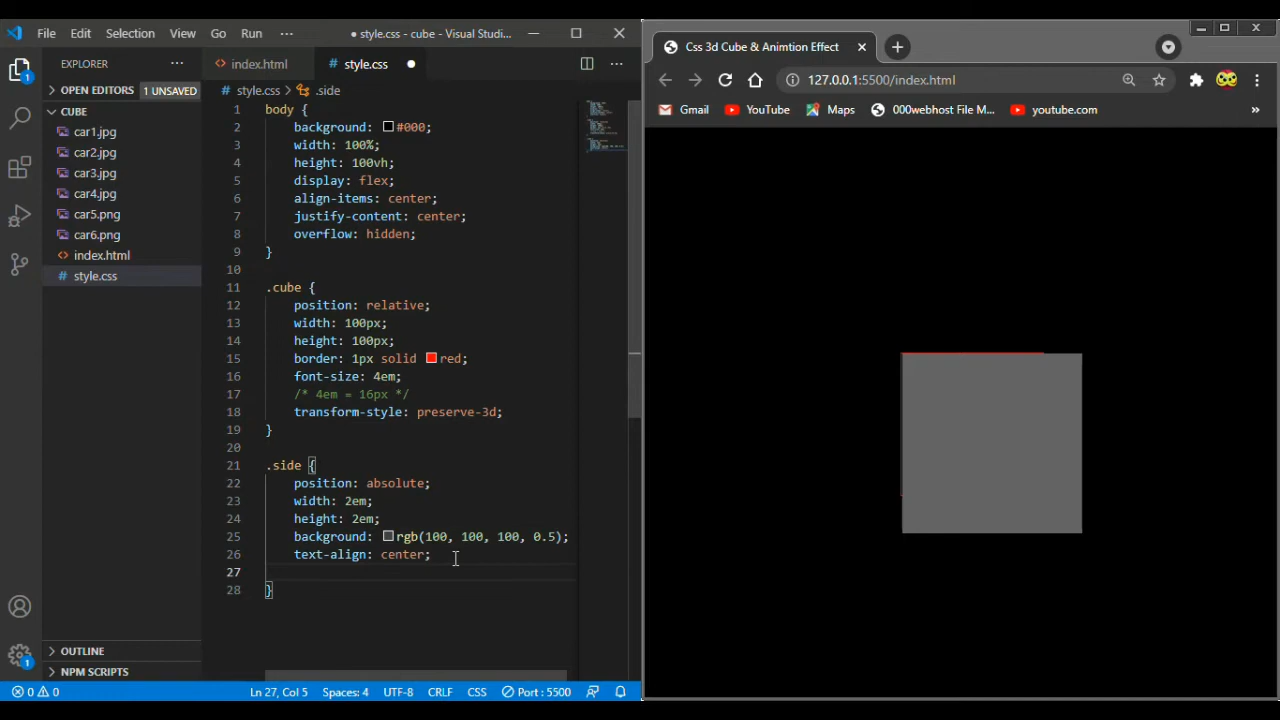 File Edit Selection View Go Run ··· ● style.css - cube - Visual Studi...
EXPLORER ···
index.html
# style.css ●
OPEN EDITORS 1 UNSAVED
# style.css > .side
CUBE
car1.jpg
car2.jpg
car3.jpg
car4.jpg
car5.png
car6.png
<> index.html
# style.css
1 body {
2 background: #000;
3 width: 100%;
4 height: 100vh;
5 display: flex;
6 align-items: center;
7 justify-content: center;
8 overflow: hidden;
9 }
10
11 .cube {
12 position: relative;
13 width: 100px;
14 height: 100px;
15 border: 1px solid red;
16 font-size: 4em;
17 /* 4em = 16px */
18 transform-style: preserve-3d;
19 }
20
21 .side {
22 position: absolute;
23 width: 2em;
24 height: 2em;
25 background: rgb(100, 100, 100, 0.5);
26 text-align: center;
27
28 }
1
1
OUTLINE
NPM SCRIPTS
0 0 Ln 27, Col 5 Spaces: 4 UTF-8 CRLF CSS Port : 5500
Css 3d Cube & Animtion Effect
127.0.0.1:5500/index.html
Gmail YouTube Maps 000webhost File M... youtube.com »